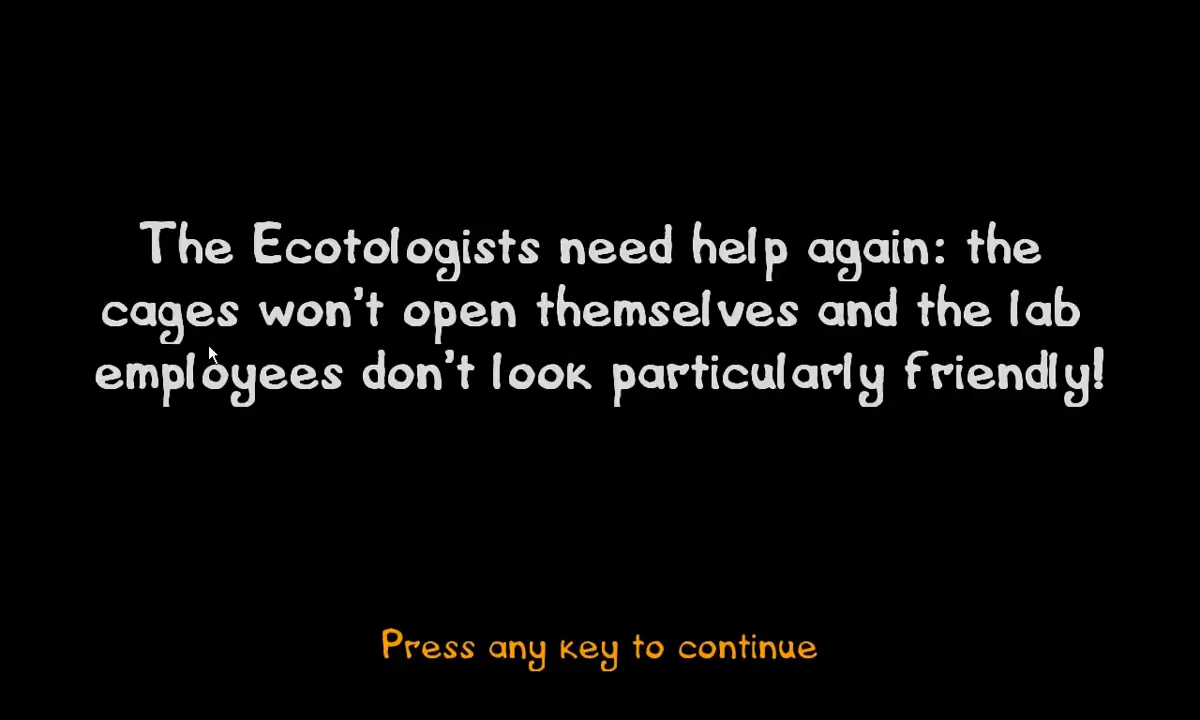 The Ecotologists need help again: the
cages won't open themselves and the lab
employees don't look particularly friendly!
Press any key to continue